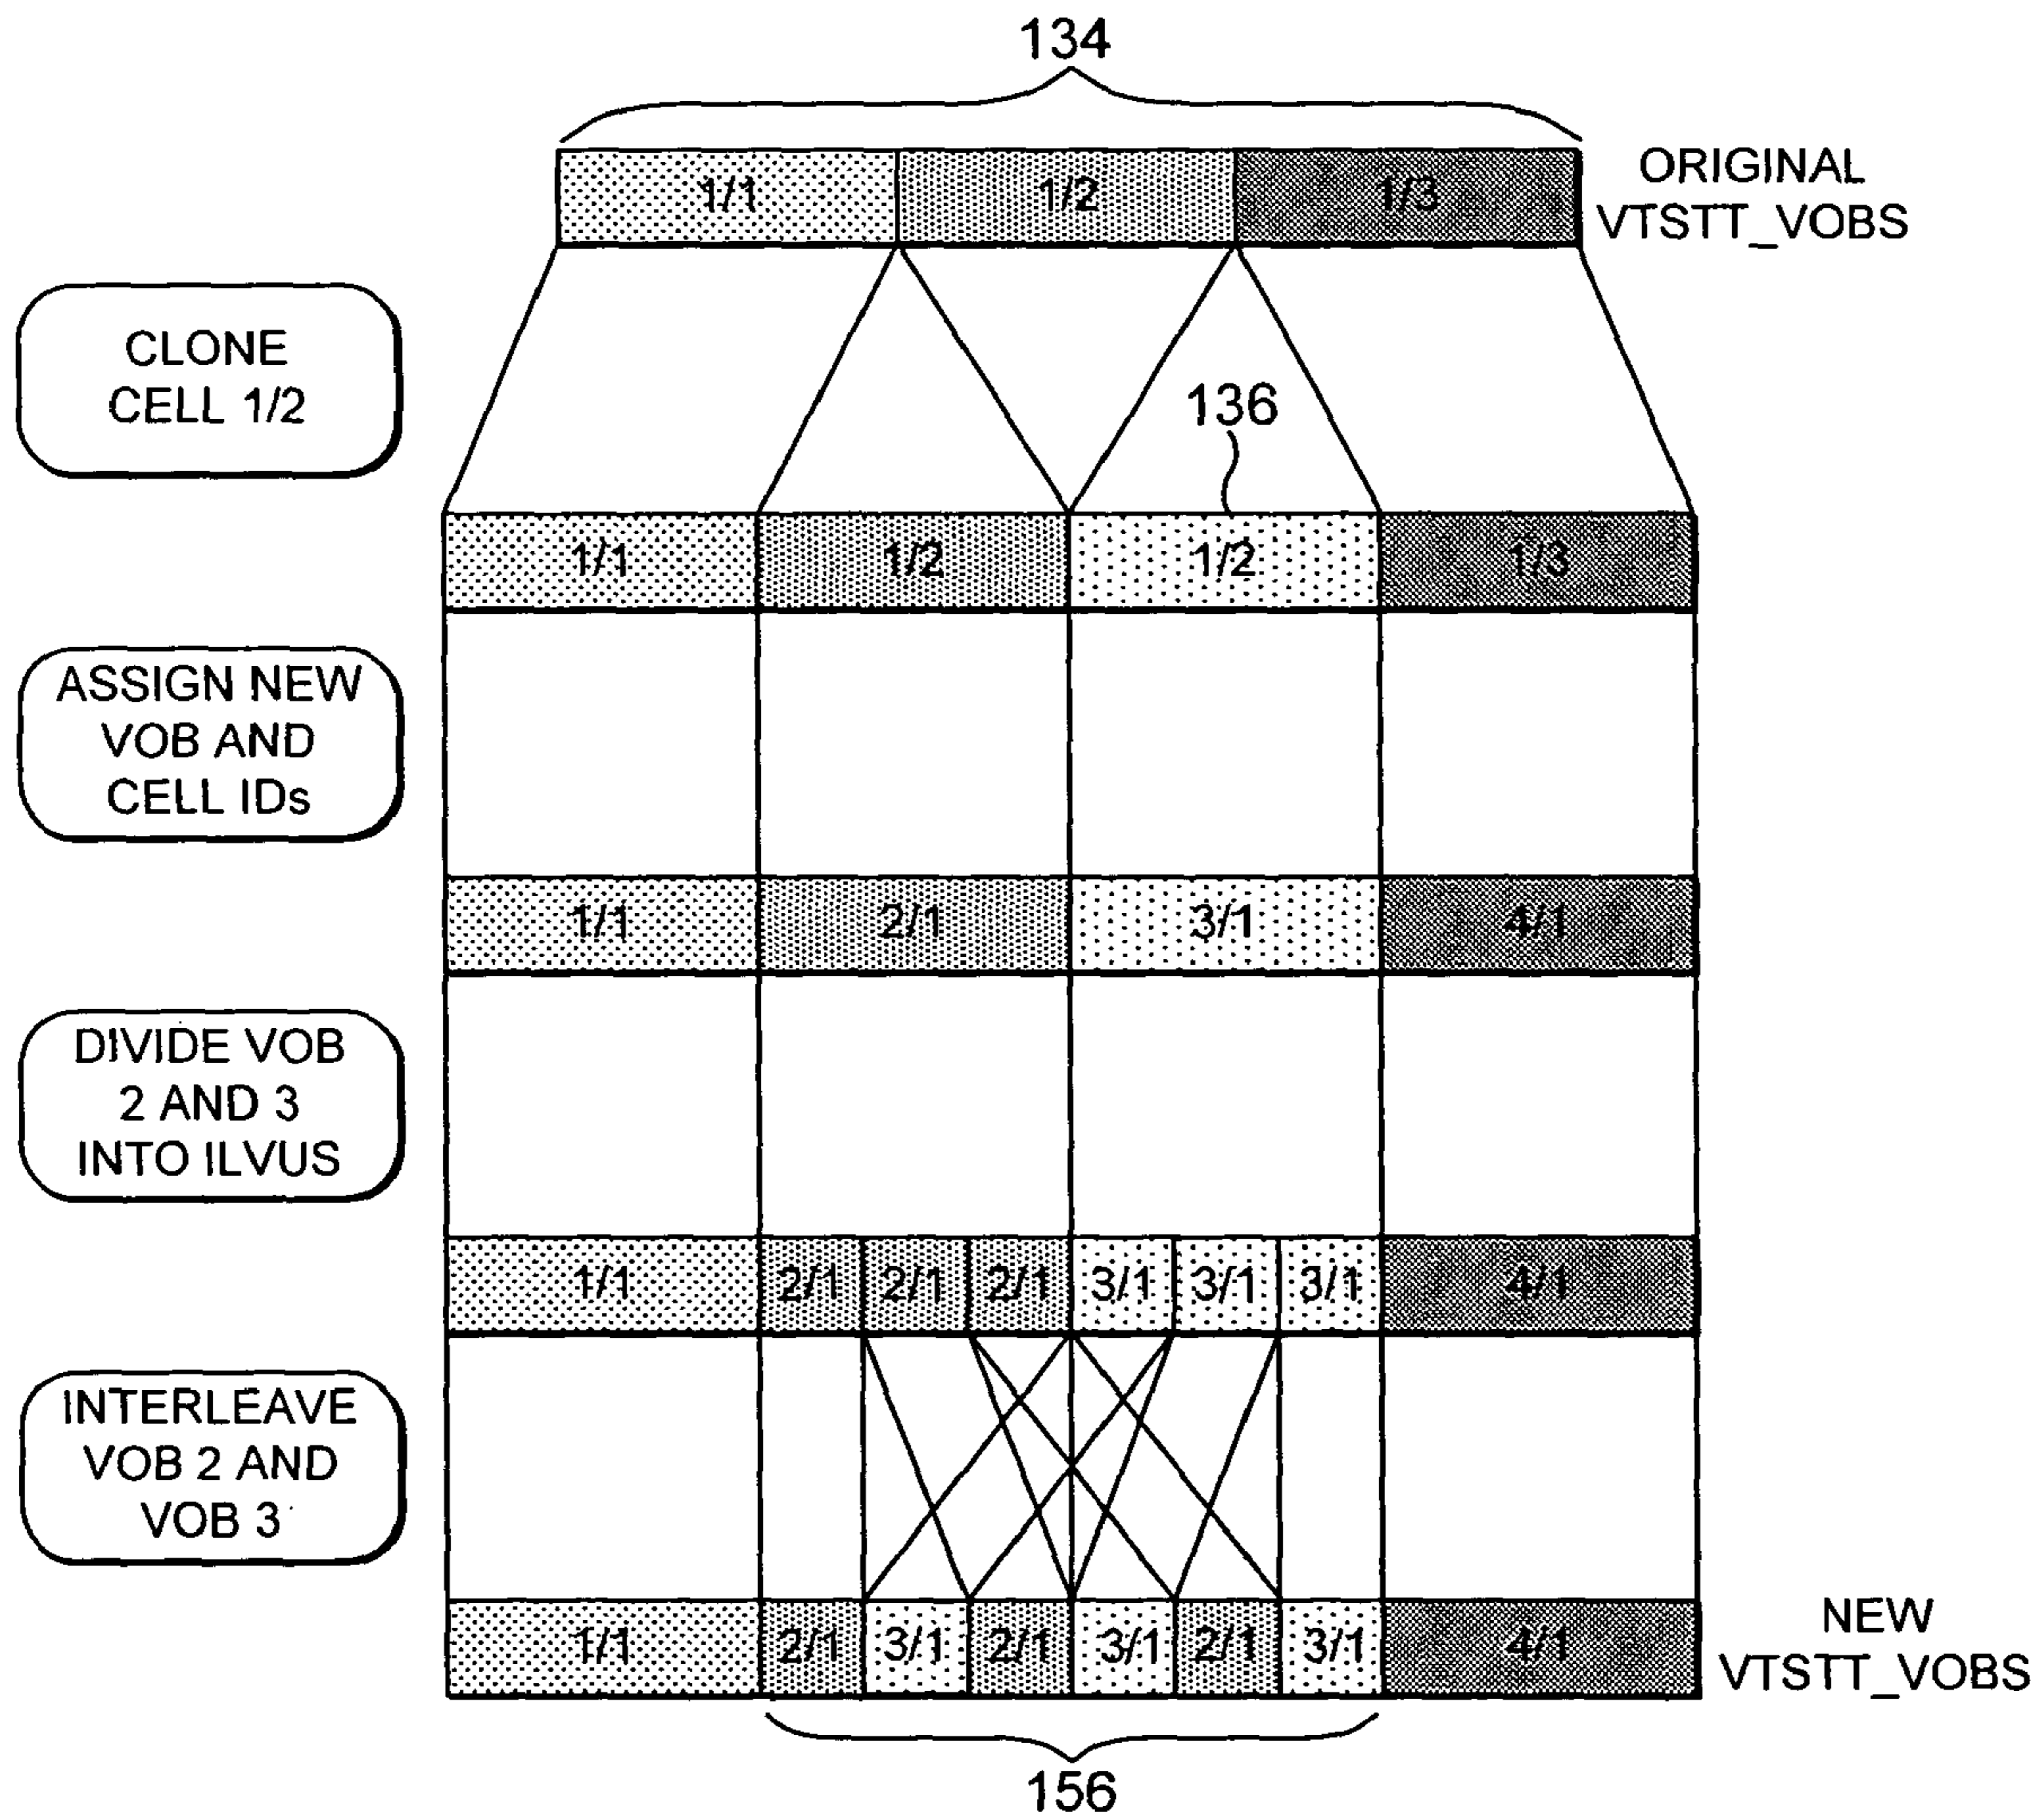 134
1/1 1/2 1/3
ORIGINAL
VTSTT_VOBS
CLONE
CELL 1/2
136
1/1 1/2 1/2 1/3
ASSIGN NEW
VOB AND
CELL IDs
1/1 2/1 3/1 4/1
DIVIDE VOB
2 AND 3
INTO ILVUS
1/1 2/1 2/1 2/1 3/1 3/1 3/1 4/1
INTERLEAVE
VOB 2 AND
VOB 3
1/1 2/1 3/1 2/1 3/1 2/1 3/1 4/1
NEW
VTSTT_VOBS
156